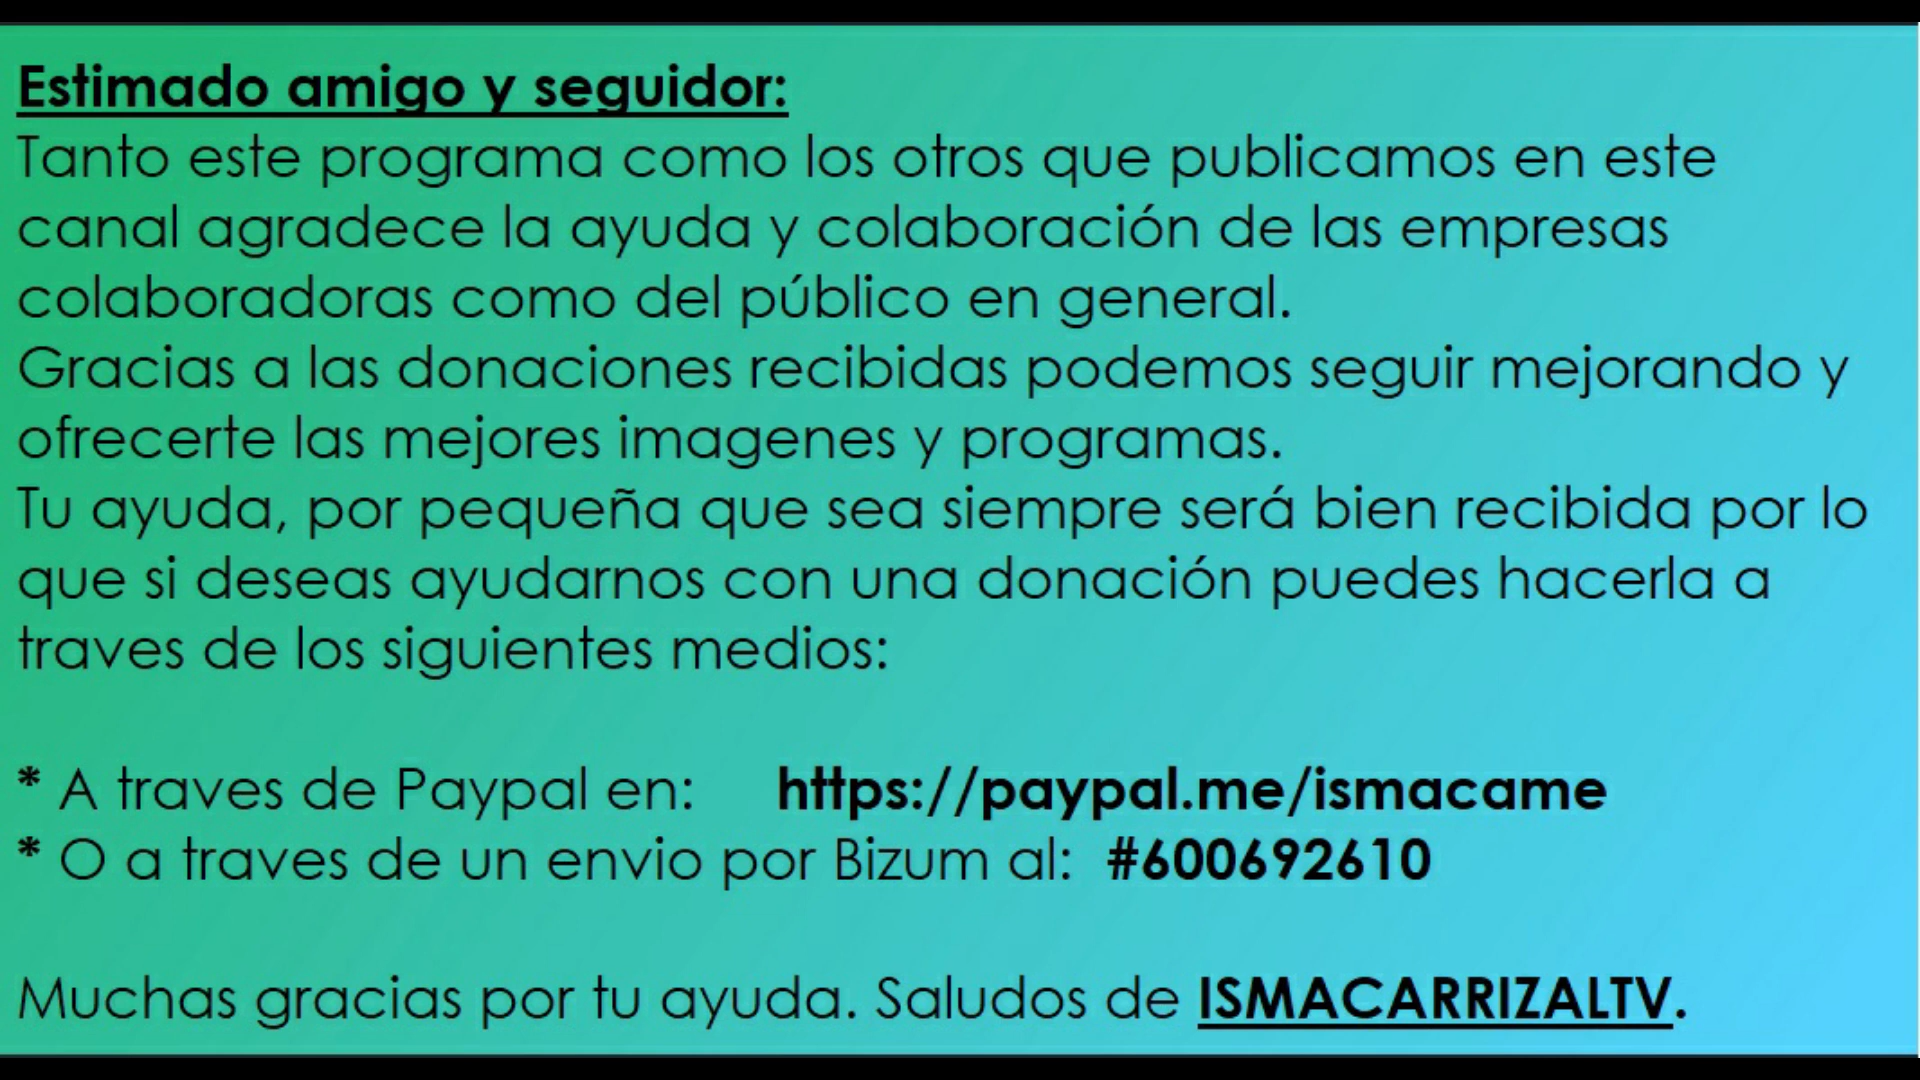 Estimado amigo y seguidor:
Tanto este programa como los otros que publicamos en este
canal agradece la ayuda y colaboración de las empresas
colaboradoras como del público en general.
Gracias a las donaciones recibidas podemos seguir mejorando y
ofrecerte las mejores imagenes y programas.
Tu ayuda, por pequeña que sea siempre será bien recibida por lo
que si deseas ayudarnos con una donación puedes hacerla a
traves de los siguientes medios:
* A traves de Paypal en: https://paypal.me/ismacame
* O a traves de un envio por Bizum al: #600692610
Muchas gracias por tu ayuda. Saludos de ISMACARRIZALTV.